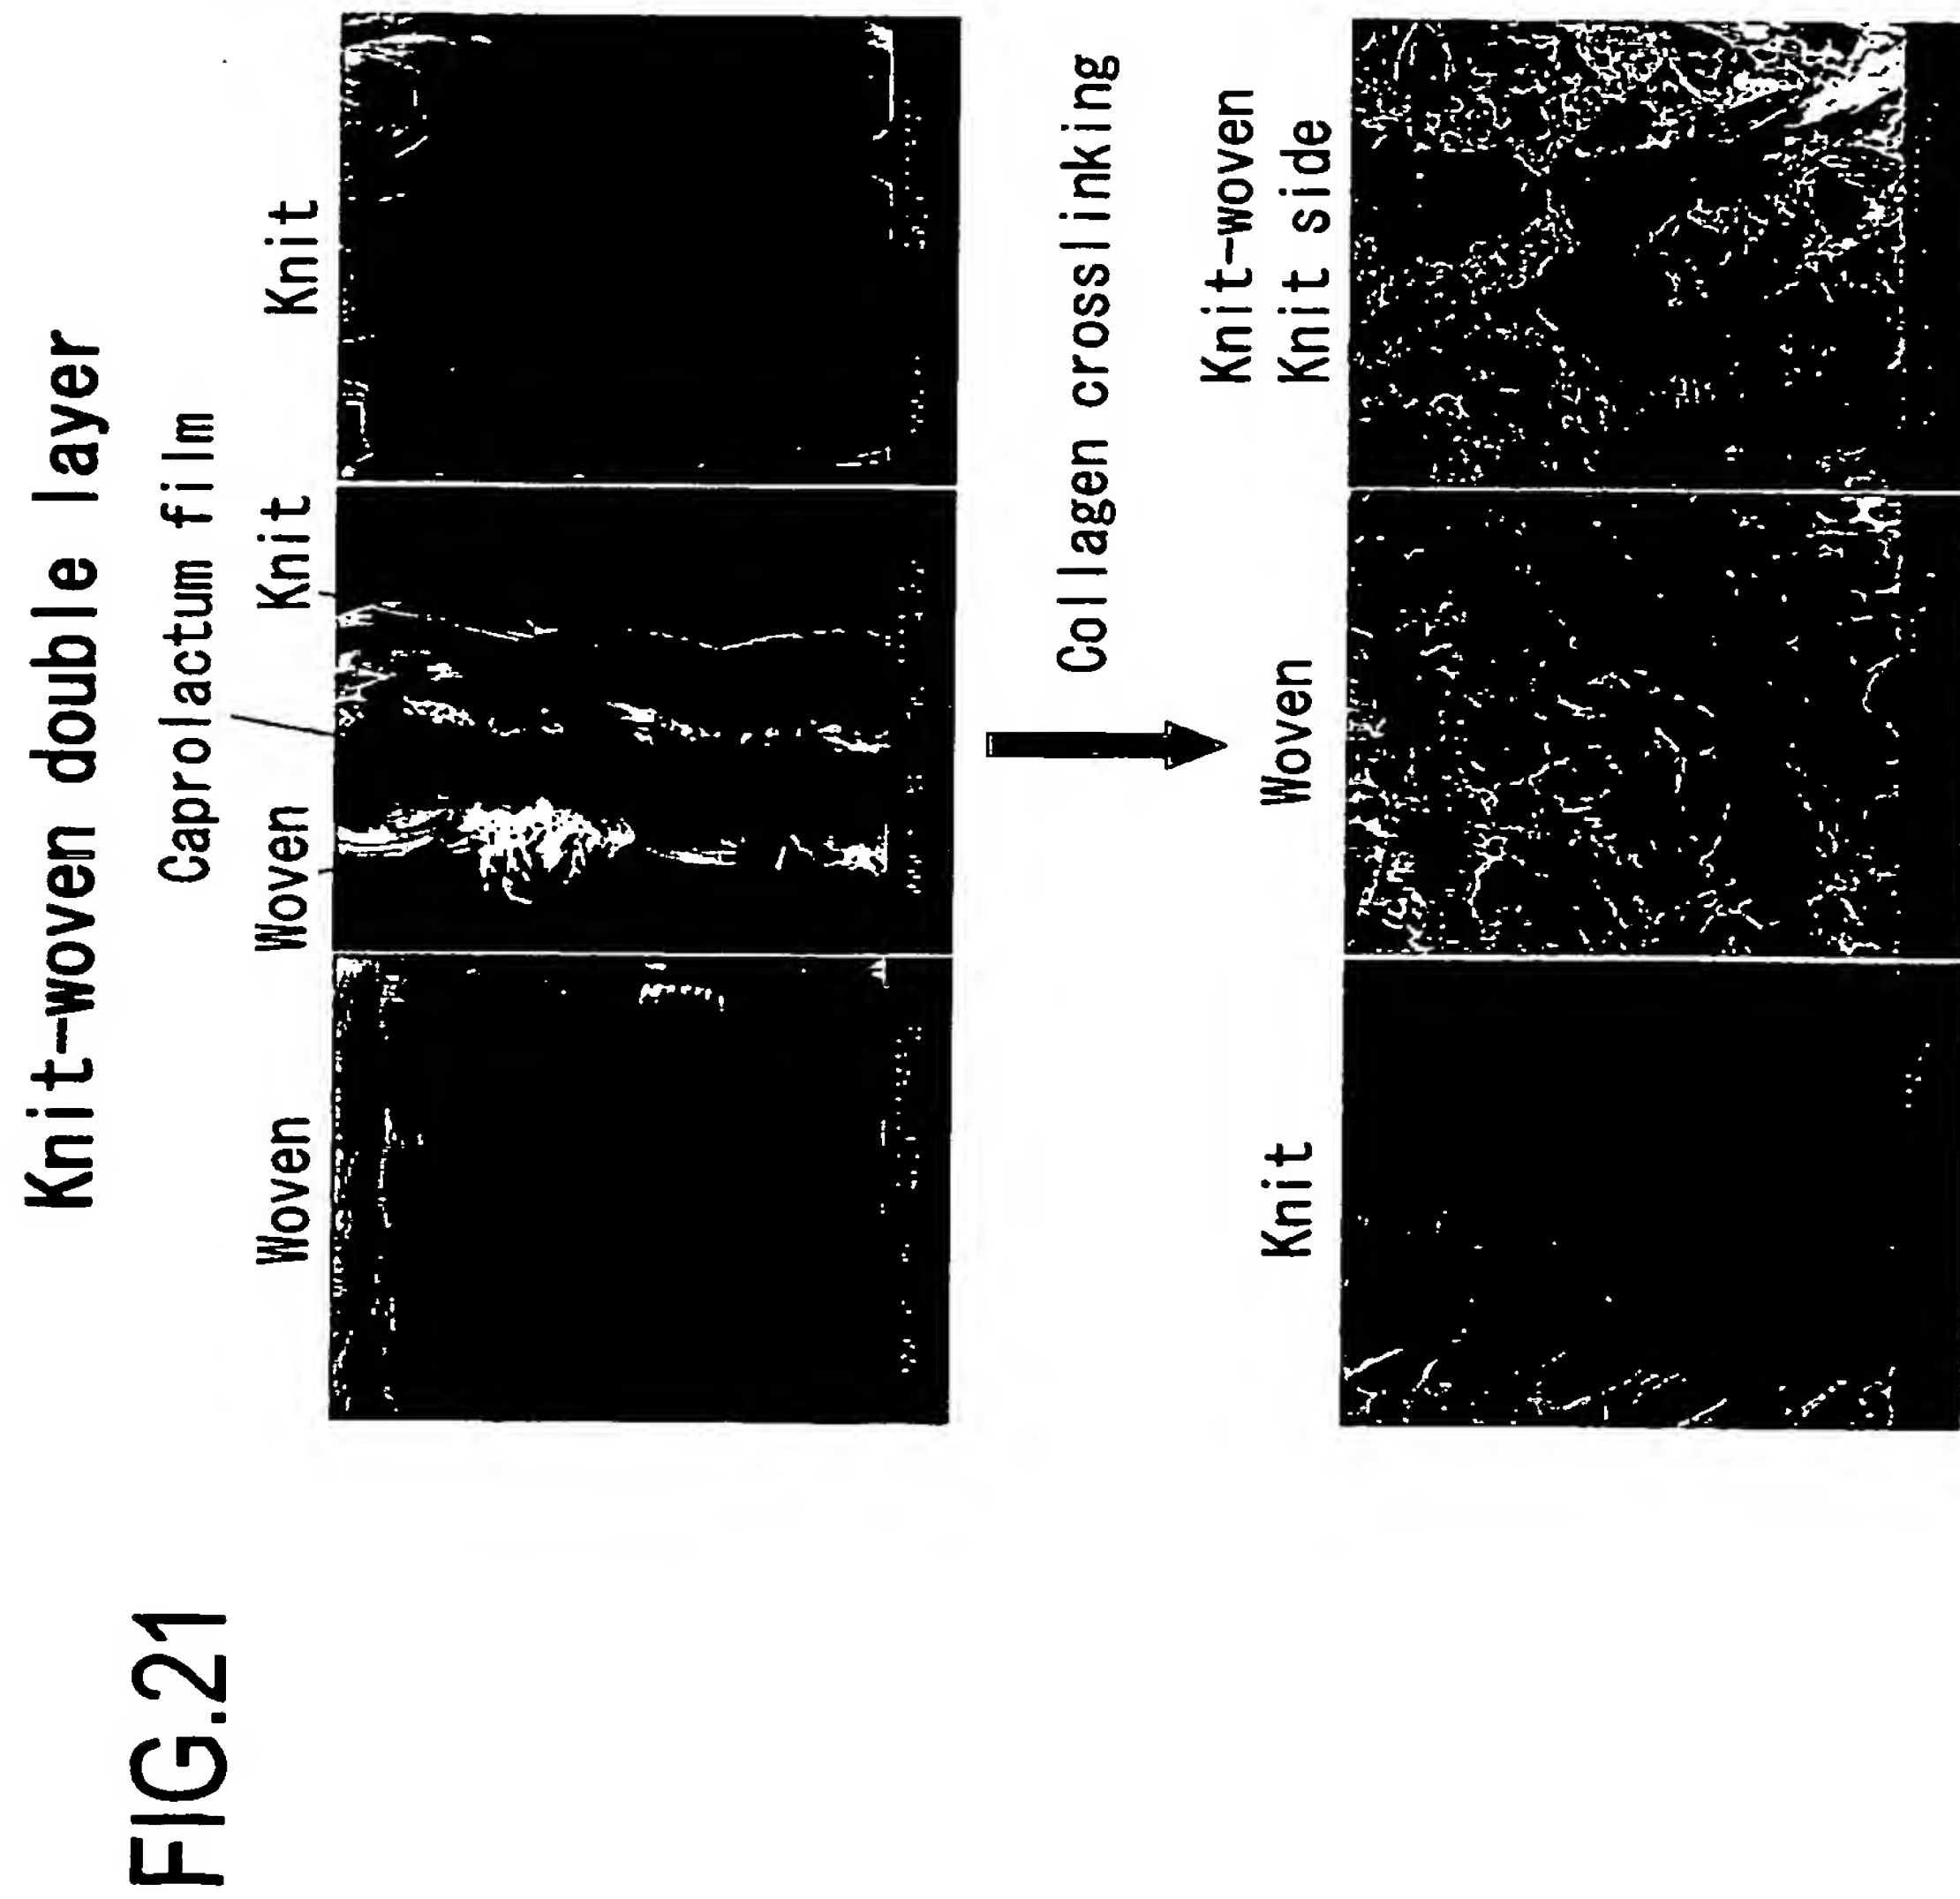 FIG.21
Knit-woven double layer
Caprolactum film
Woven Woven Knit Knit
Collagen crosslinking
Knit Woven Knit-woven
Knit side